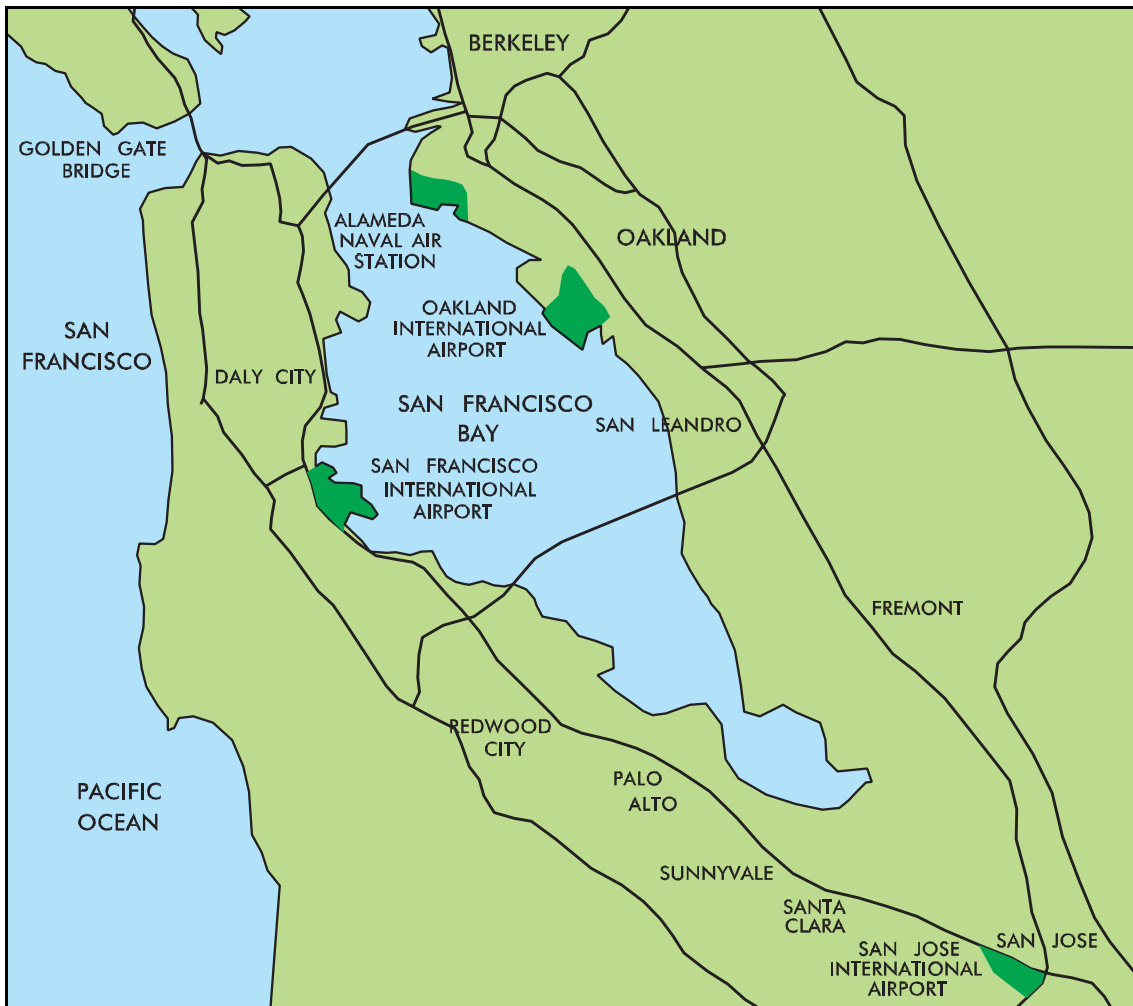 BERKELEY
GOLDEN GATE
BRIDGE
ALAMEDA
NAVAL AIR
STATION
OAKLAND
OAKLAND
INTERNATIONAL
AIRPORT
SAN
FRANCISCO
DALY CITY
SAN FRANCISCO
BAY
SAN LEANDRO
SAN FRANCISCO
INTERNATIONAL
AIRPORT
FREMONT
REDWOOD
CITY
PACIFIC
OCEAN
PALO
ALTO
SUNNYVALE
SANTA
CLARA
SAN JOSE
SAN JOSE
INTERNATIONAL
AIRPORT